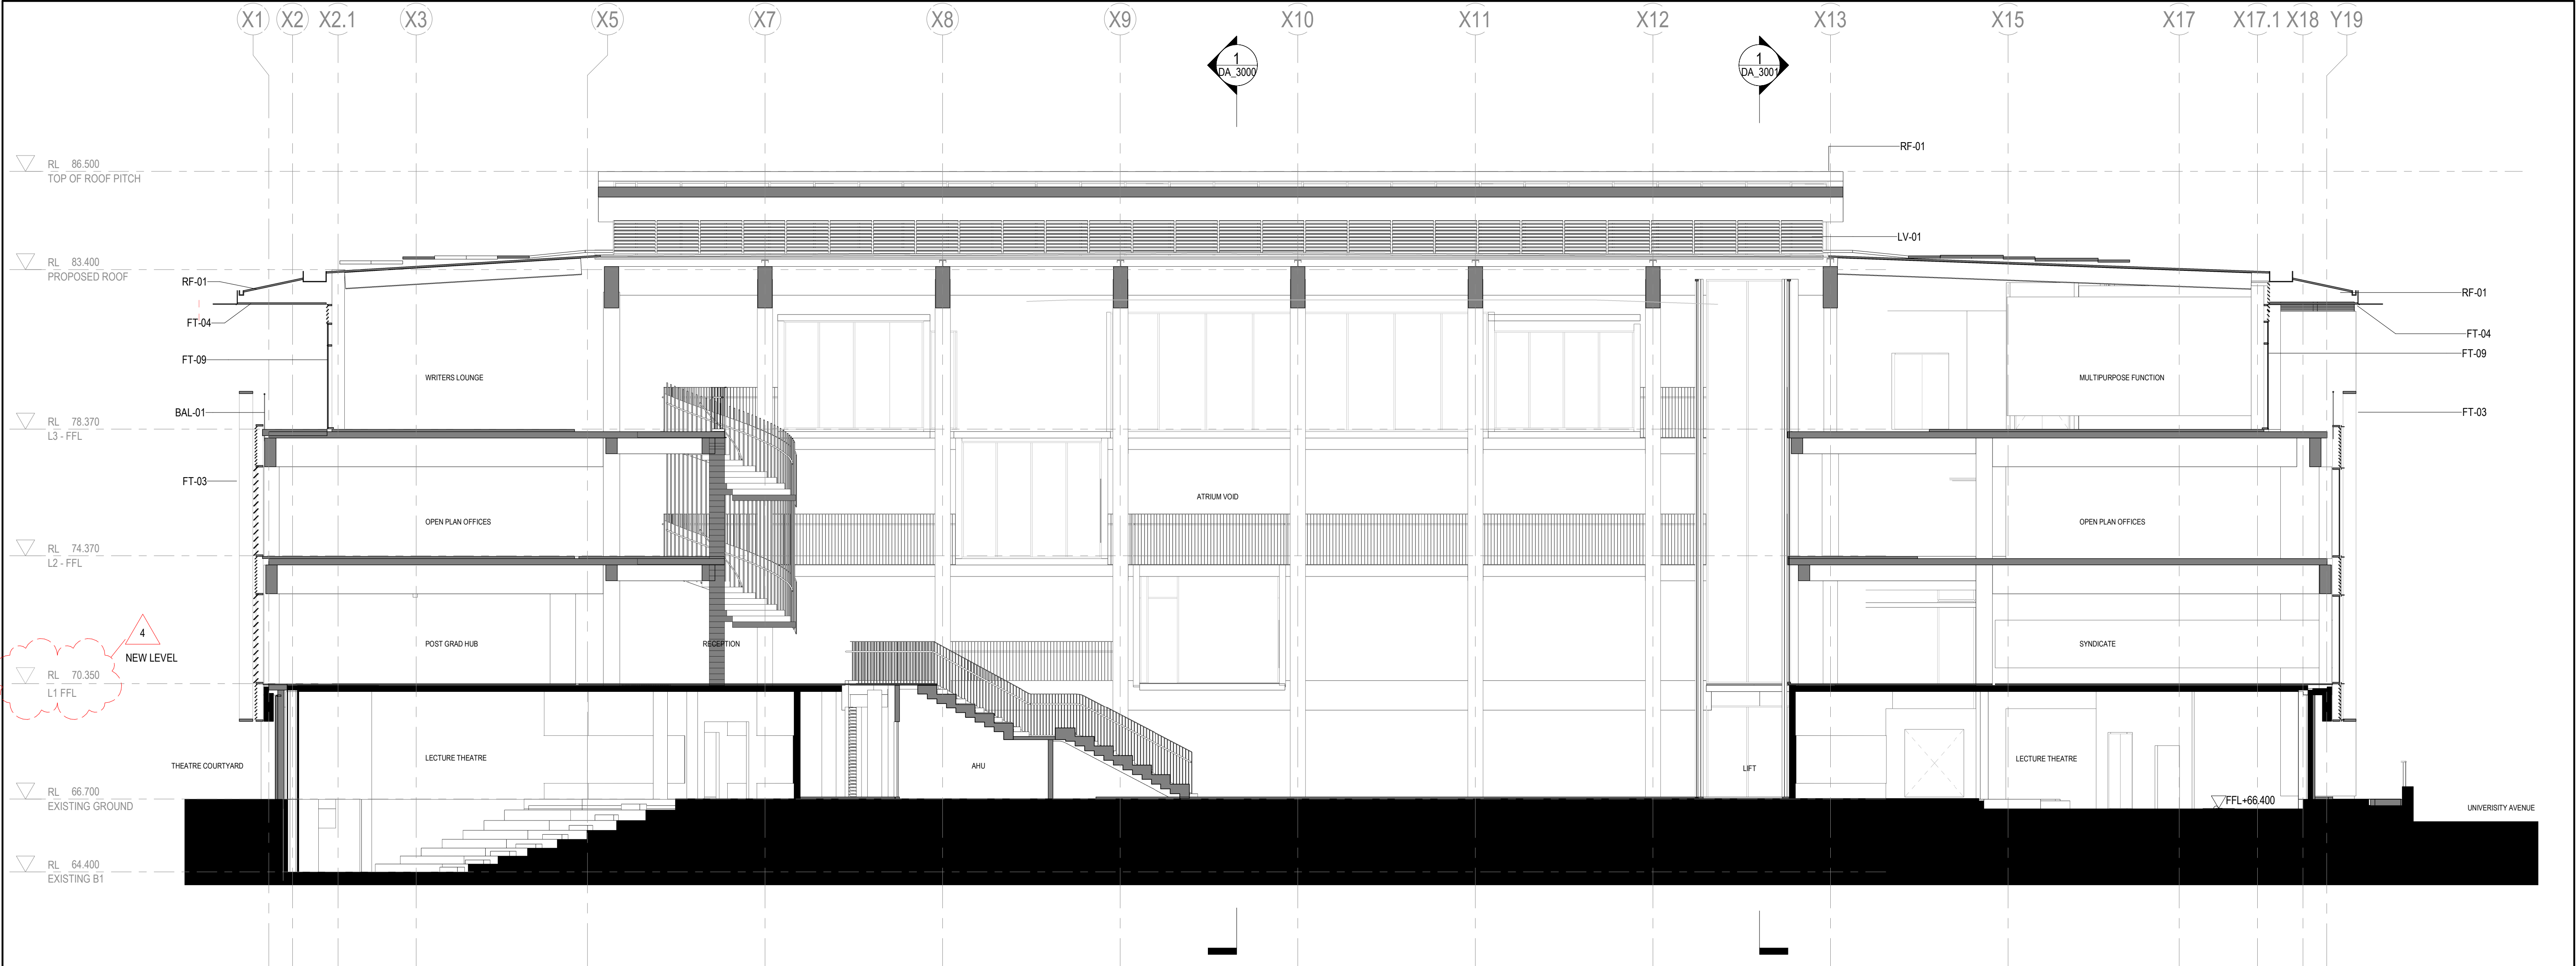 X1 X2 X2.1 X3 X5 X7 X8 X9 X10 X11 X12 X13 X15 X17 X17.1 X18 Y19
1
DA_3000
1
DA_3001
RF-01
RL 86.500
TOP OF ROOF PITCH
LV-01
RL 83.400
PROPOSED ROOF
RF-01
RF-01
FT-04
FT-04
FT-09
FT-09
WRITERS LOUNGE
MULTIPURPOSE FUNCTION
BAL-01
FT-03
RL 78.370
L3 - FFL
FT-03
ATRIUM VOID
OPEN PLAN OFFICES
OPEN PLAN OFFICES
RL 74.370
L2 - FFL
4
NEW LEVEL
POST GRAD HUB
RECEPTION
SYNDICATE
RL 70.350
L1 FFL
THEATRE COURTYARD
LECTURE THEATRE
AHU
LIFT
LECTURE THEATRE
RL 66.700
EXISTING GROUND
FFL+66.400
UNIVERISITY AVENUE
RL 64.400
EXISTING B1